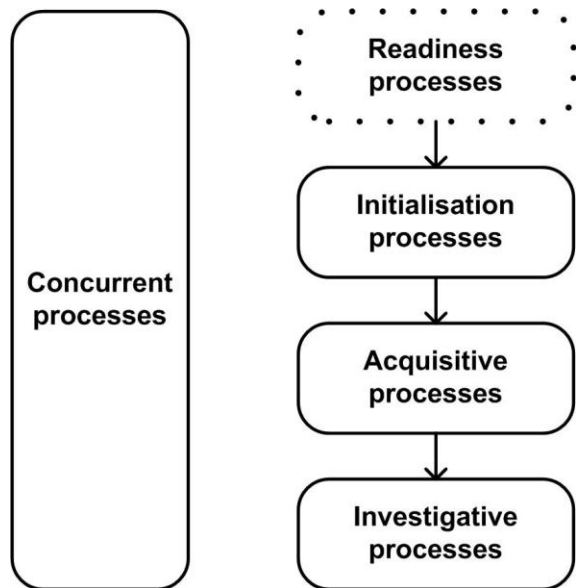 Concurrent
processes
Readiness
processes
Initialisation
processes
Acquisitive
processes
Investigative
processes